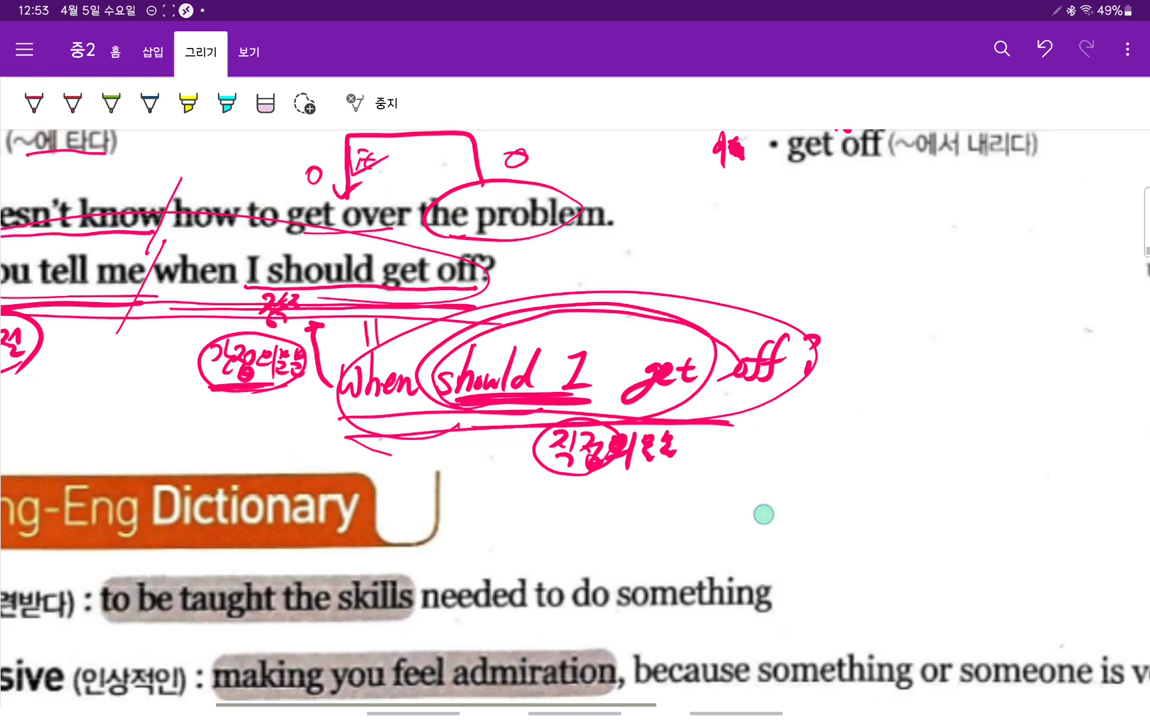 12:53 4월 5일 수요일 49%
중2 홈 삽입 그리기 보기
중지
(~에 타다) • get off (~에서 내리다)
esn't know how to get over the problem.
ou tell me when I should get off?
간접의문문
When should I get off?
직접의문문
ng-Eng Dictionary
련받다) : to be taught the skills needed to do something
sive (인상적인) : making you feel admiration, because something or someone is v